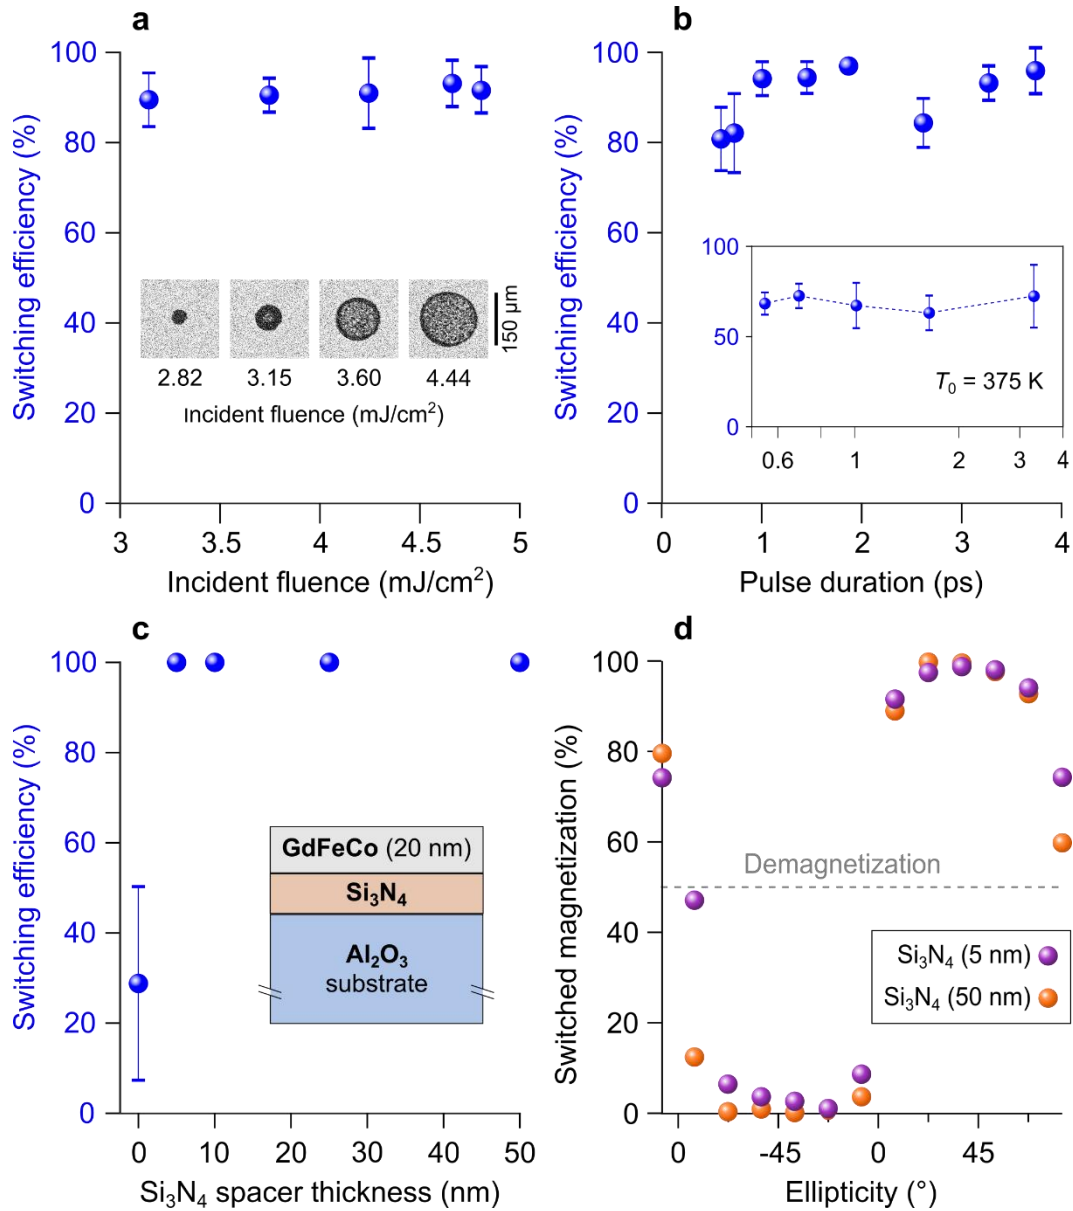 a
100
80
60
40
20
0
Switching efficiency (%)
2.82 3.15 3.60 4.44
150 µm
Incident fluence (mJ/cm²)
3 3.5 4 4.5 5
Incident fluence (mJ/cm²)
b
100
80
60
40
20
0
Switching efficiency (%)
100
50
0
T₀ = 375 K
0.6 1 2 3 4
0 1 2 3 4
Pulse duration (ps)
c
100
80
60
40
20
0
Switching efficiency (%)
GdFeCo (20 nm)
Si₃N₄
Al₂O₃
substrate
0 10 20 30 40 50
Si₃N₄ spacer thickness (nm)
d
100
80
60
40
20
0
Switched magnetization (%)
Demagnetization
Si₃N₄ (5 nm)
Si₃N₄ (50 nm)
0 -45 0 45
Ellipticity (°)